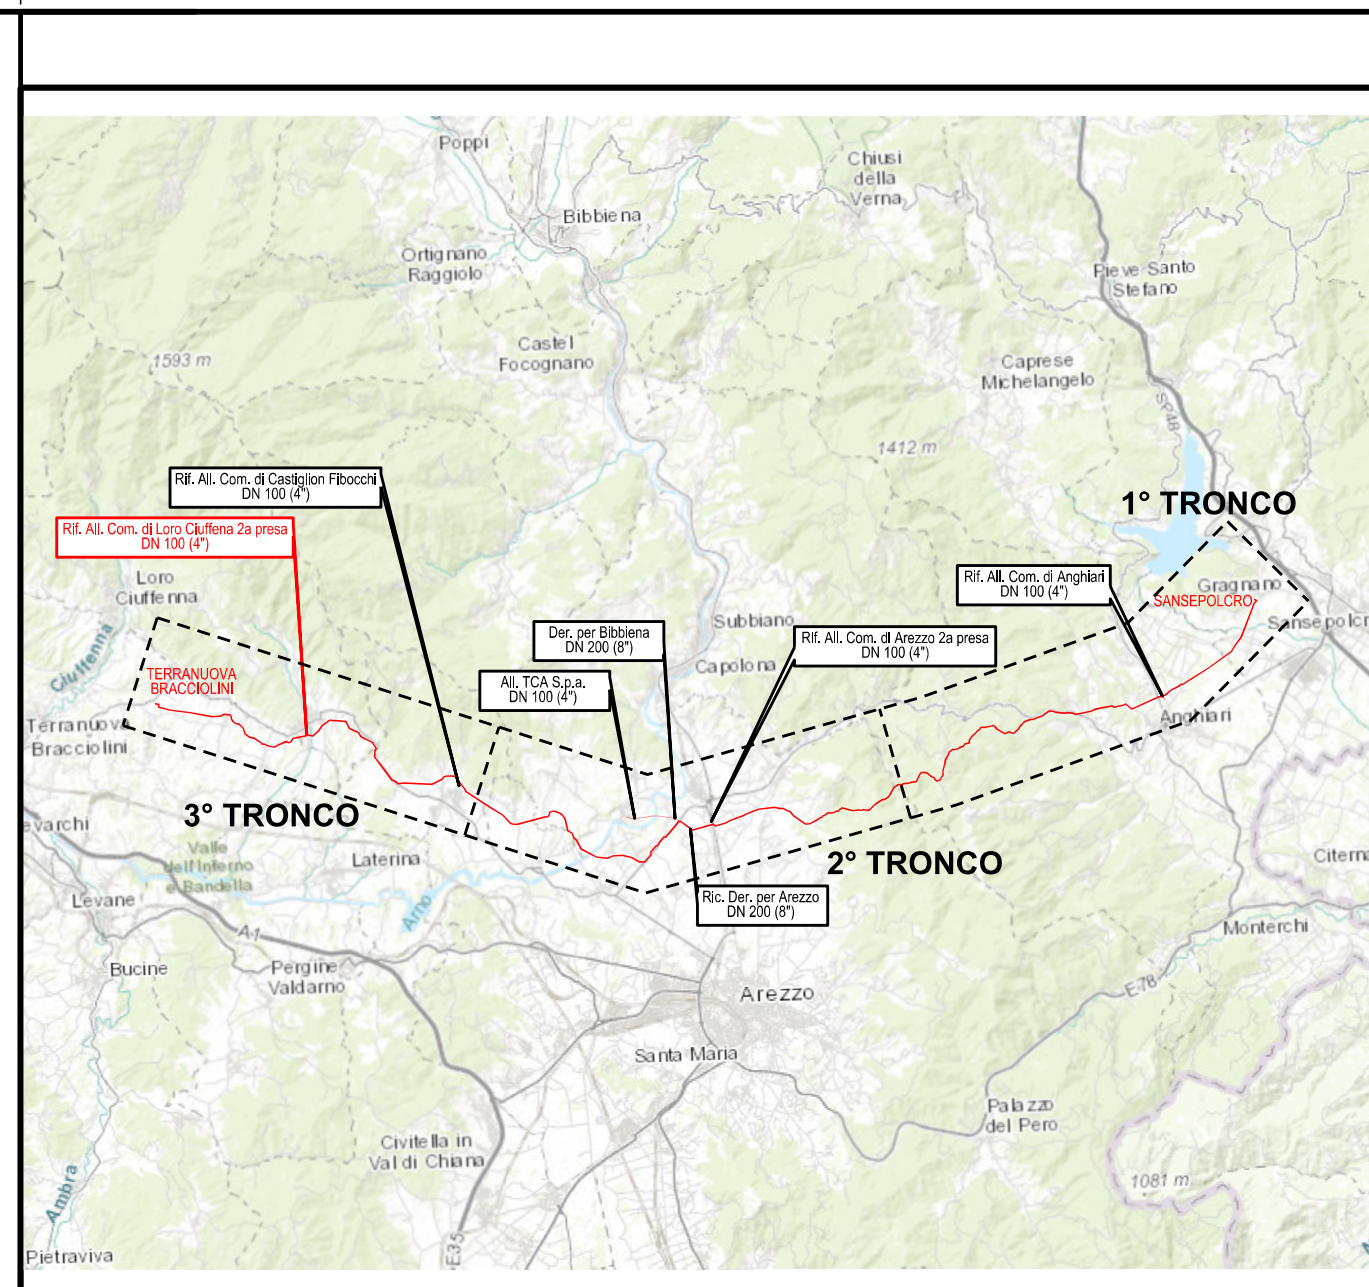 Poppi
Chiusi
della
Verna
Bibbiena
Ortignano
Raggiolo
Pieve Santo
Stefano
Castel
Focognano
1593 m
Caprese
Michelangelo
SP48
1412 m
Rif. All. Com. di Castiglion Fibocchi
DN 100 (4")
1° TRONCO
Rif. All. Com. di Loro Ciuffena 2a presa
DN 100 (4")
Rif. All. Com. di Anghiari
DN 100 (4")
Loro
Ciuffenna
Gragnano
SANSEPOLCRO
Sansepolcr
Ciuffenna
Subbiano
Der. per Bibbiena
DN 200 (8")
RIf. All. Com. di Arezzo 2a presa
DN 100 (4")
Capolona
TERRANUOVA
BRACCIOLINI
All. TCA S.p.a.
DN 100 (4")
Terranuova
Bracciolini
Anghiari
3° TRONCO
evarchi
Valle
dell'Inferno
e Bandella
Laterina
2° TRONCO
Citerna
Levane
Arno
Ric. Der. per Arezzo
DN 200 (8")
Monterchi
A1
Bucine
Pergine
Valdarno
E 78
Arezzo
Santa Maria
Palazzo
del Pero
Civitella in
Val di Chiana
1081 m
Ambra
E35
Pietraviva